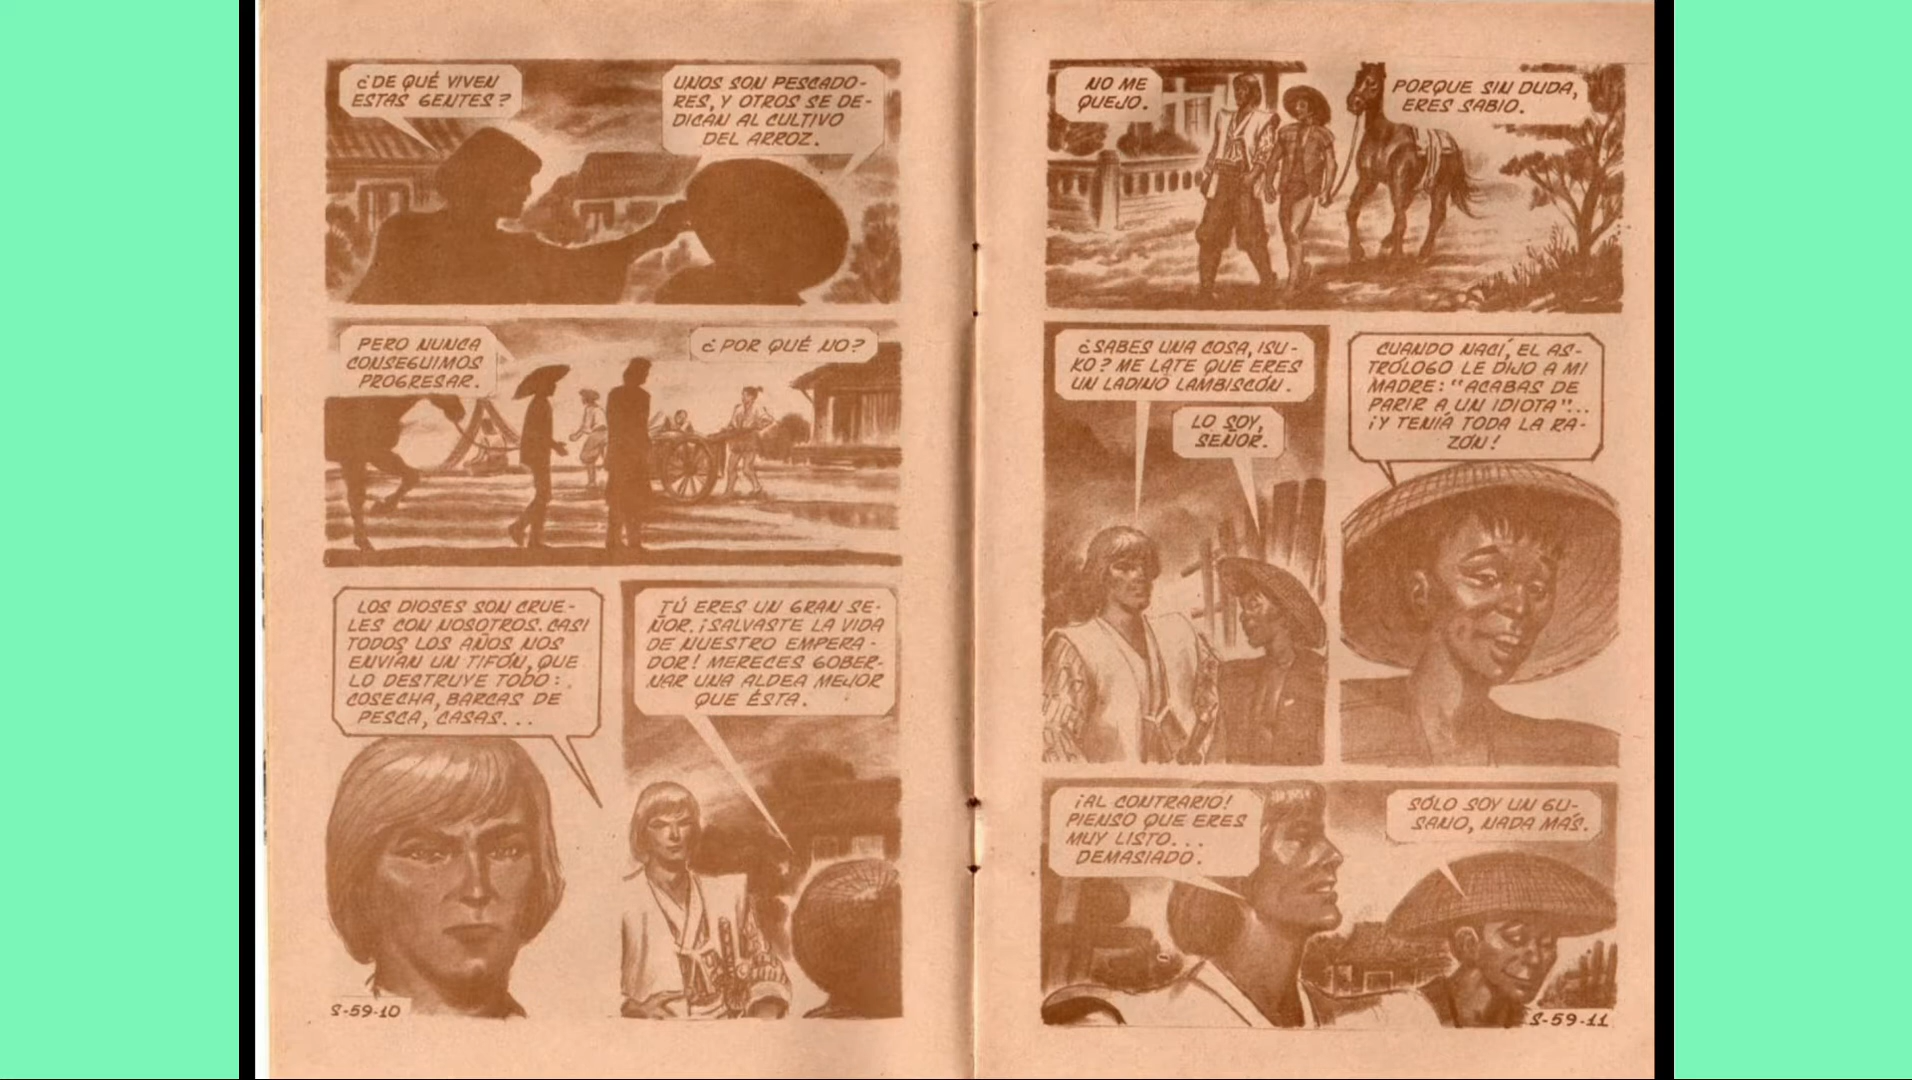 ¿DE QUÉ VIVEN
ESTAS GENTES?
UNOS SON PESCADO-
RES, Y OTROS SE DE-
DICAN AL CULTIVO
DEL ARROZ.
PERO NUNCA
CONSEGUIMOS
PROGRESAR.
¿POR QUÉ NO?
LOS DIOSES SON CRUE-
LES CON NOSOTROS. CASI
TODOS LOS AÑOS NOS
ENVÍAN UN TIFÓN, QUE
LO DESTRUYE TODO:
COSECHA, BARCAS DE
PESCA, CASAS...
TÚ ERES UN GRAN SE-
ÑOR. ¡SALVASTE LA VIDA
DE NUESTRO EMPERA-
DOR! MERECES GOBER-
NAR UNA ALDEA MEJOR
QUE ÉSTA.
S-59-10
NO ME
QUEJO.
PORQUE SIN DUDA,
ERES SABIO.
¿SABES UNA COSA, ISU-
KO? ME LATE QUE ERES
UN LADINO LAMBISCÓN.
LO SOY,
SEÑOR.
CUANDO NACÍ, EL AS-
TRÓLOGO LE DIJO A MI
MADRE: "ACABAS DE
PARIR A UN IDIOTA"...
¡Y TENÍA TODA LA RA-
ZÓN!
¡AL CONTRARIO!
PIENSO QUE ERES
MUY LISTO...
DEMASIADO.
SÓLO SOY UN GU-
SANO, NADA MÁS.
S-59-11